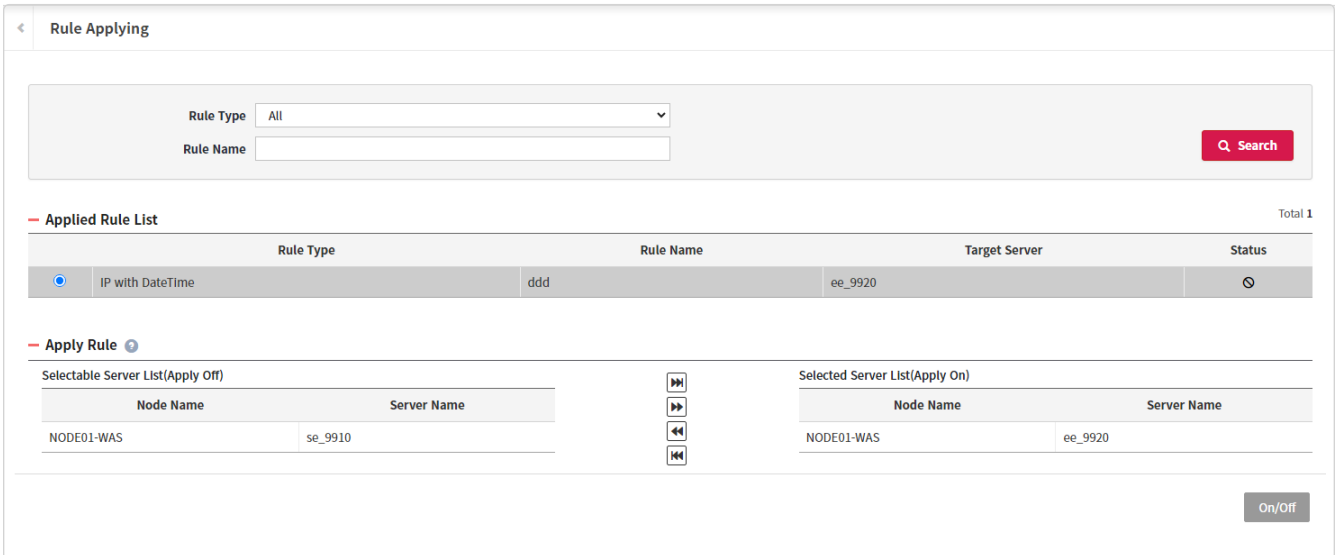 Rule Applying
Rule Type All
Rule Name
Search
Applied Rule List Total 1
Rule Type Rule Name Target Server Status
IP with DateTime ddd ee_9920
Apply Rule ?
Selectable Server List(Apply Off) Selected Server List(Apply On)
Node Name Server Name Node Name Server Name
NODE01-WAS se_9910 NODE01-WAS ee_9920
On/Off